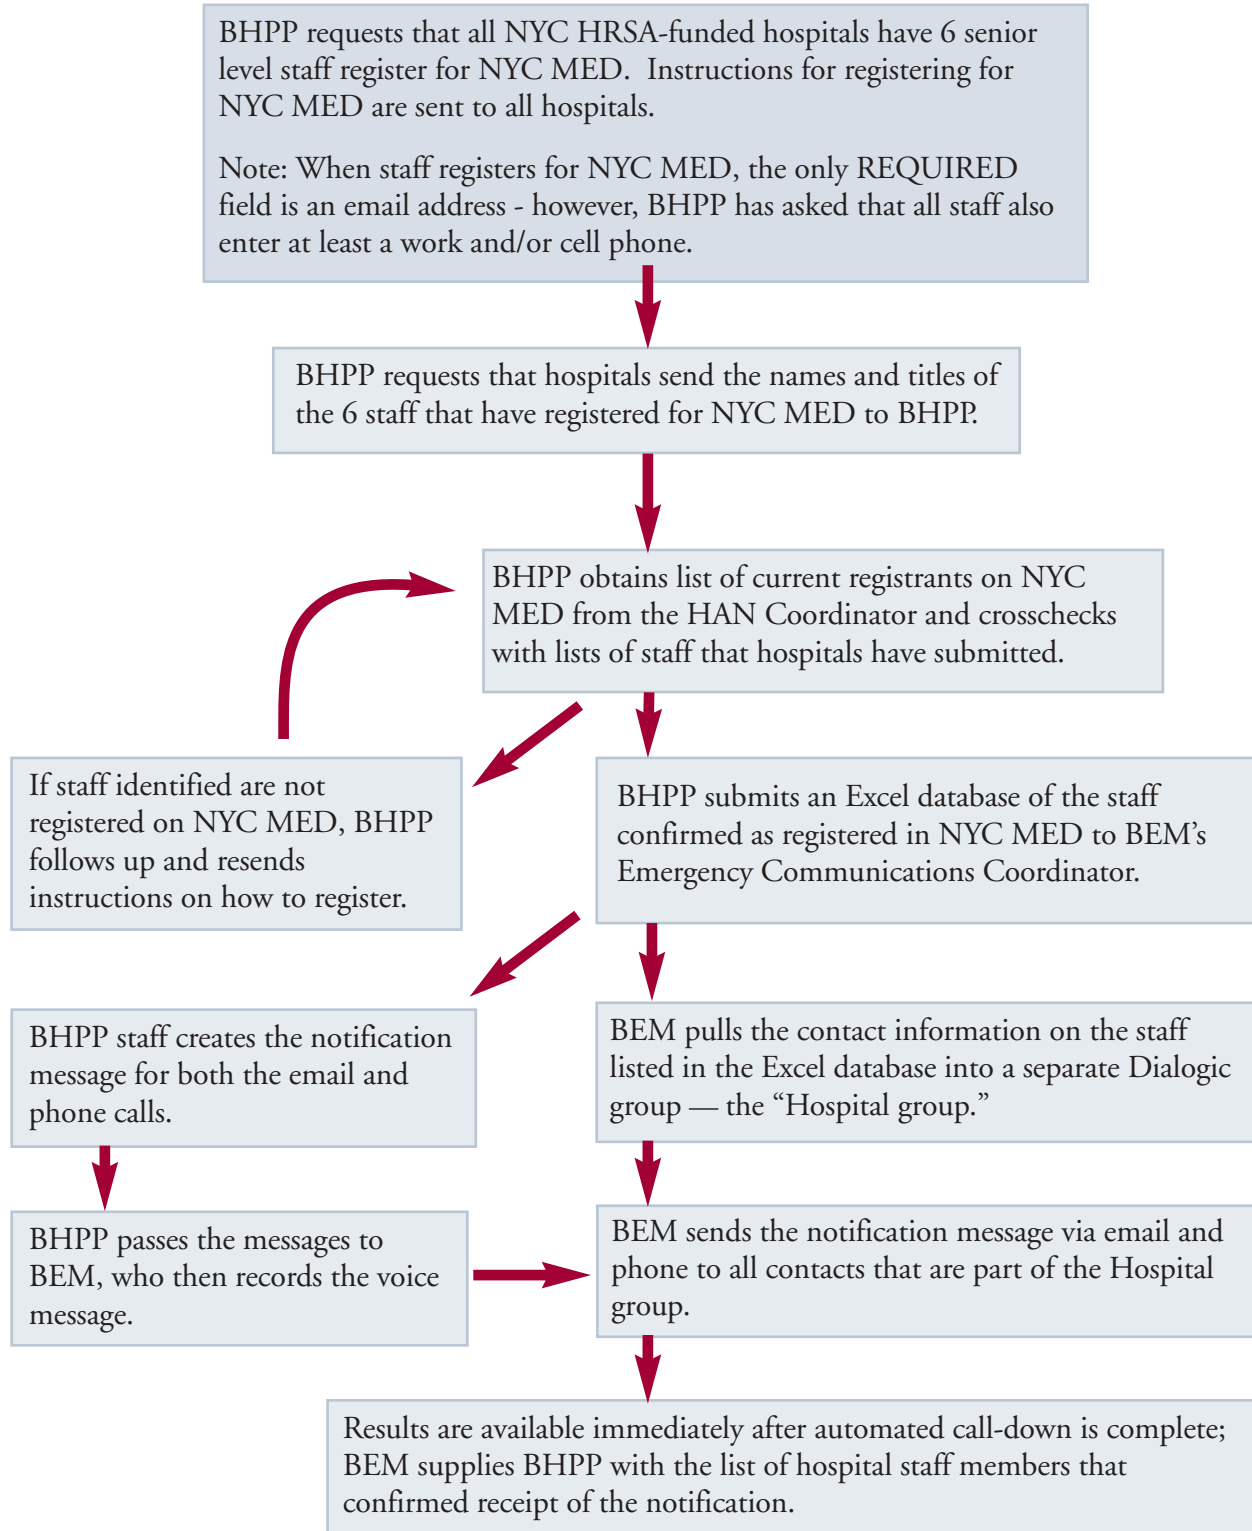 BHPP requests that all NYC HRSA-funded hospitals have 6 senior
level staff register for NYC MED.  Instructions for registering for
NYC MED are sent to all hospitals.
Note: When staff registers for NYC MED, the only REQUIRED
field is an email address - however, BHPP has asked that all staff also
enter at least a work and/or cell phone.
BHPP requests that hospitals send the names and titles of
the 6 staff that have registered for NYC MED to BHPP.
BHPP obtains list of current registrants on NYC
MED from the HAN Coordinator and crosschecks
with lists of staff that hospitals have submitted.
If staff identified are not
registered on NYC MED, BHPP
follows up and resends
instructions on how to register.
BHPP submits an Excel database of the staff
confirmed as registered in NYC MED to BEM’s
Emergency Communications Coordinator.
BHPP staff creates the notification
message for both the email and
phone calls.
BEM pulls the contact information on the staff
listed in the Excel database into a separate Dialogic
group — the “Hospital group.”
BHPP passes the messages to
BEM, who then records the voice
message.
BEM sends the notification message via email and
phone to all contacts that are part of the Hospital
group.
Results are available immediately after automated call-down is complete;
BEM supplies BHPP with the list of hospital staff members that
confirmed receipt of the notification.